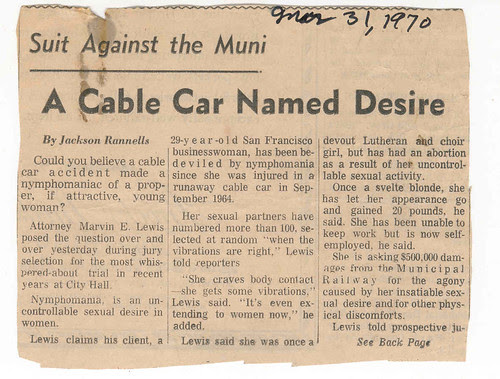 Mar 31, 1970
Suit Against the Muni
A Cable Car Named Desire
By Jackson Rannells
Could you believe a cable
car accident made a
nymphomaniac of a prop-
er, if attractive, young
woman?
Attorney Marvin E. Lewis
posed the question over and
over yesterday during jury
selection for the most whis-
pered-about trial in recent
years at City Hall.
Nymphomania, is an un-
controllable sexual desire in
women.
Lewis claims his client, a
29-year-old San Francisco
businesswoman, has been be-
deviled by nymphomania
since she was injured in a
runaway cable car in Sep-
tember 1964.
Her sexual partners have
numbered more than 100, se-
lected at random "when the
vibrations are right," Lewis
told reporters
"She craves body contact
—she gets some vibrations,"
Lewis said. "It's even ex-
tending to women now," he
added.
Lewis said she was once a
devout Lutheran and choir
girl, but has had an abortion
as a result of her uncontrol-
lable sexual activity.
Once a svelte blonde, she
has let her appearance go
and gained 20 pounds, he
said. She has been unable to
keep work but is now self-
employed, he said.
She is asking $500,000 dam-
ages from the Municipal
Railway for the agony
caused by her insatiable sex-
ual desire and for other phys-
ical discomforts.
Lewis told prospective ju-
See Back Page